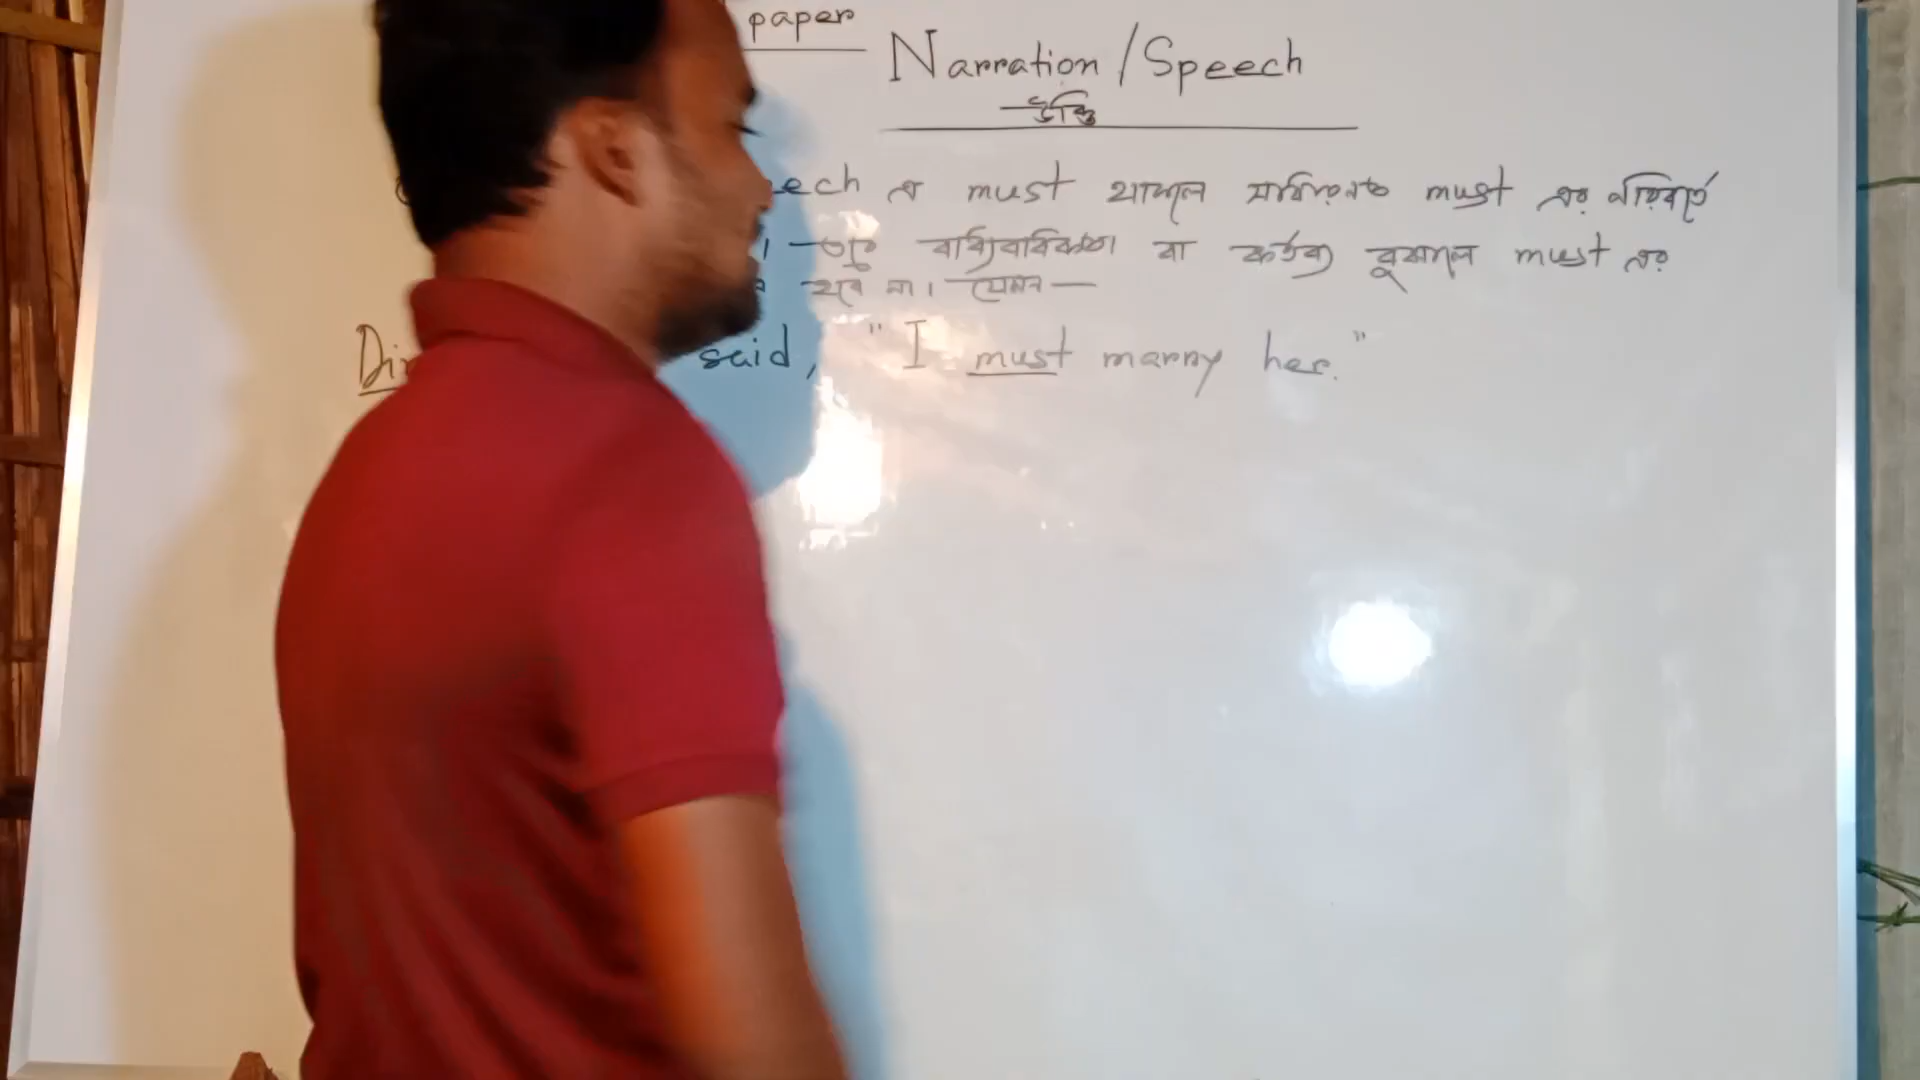 paper
Narration / Speech
উক্তি
ech এ must থাকলে সাধারণত must এর পরিবর্তে
। তবে বাধ্যবাধকতা বা কর্তব্য বুঝালে must এর
হবে না। যেমন—
Dir said, "I must marry her."